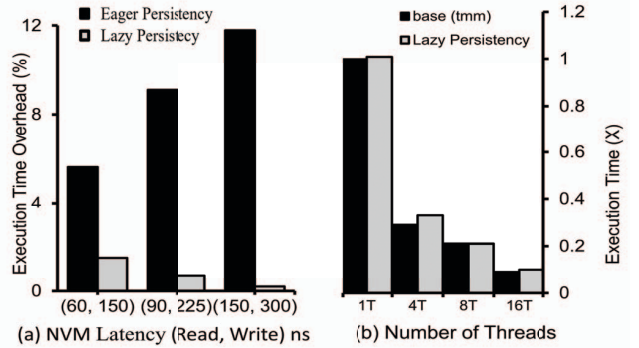 Eager Persistency
Lazy Persistecy
Execution Time Overhead (%)
12
8
4
0
(60, 150) (90, 225) (150, 300)
(a) NVM Latency (Read, Write) ns
base (tmm)
Lazy Persistency
1.2
1
0.8
0.6
0.4
0.2
0
Execution Time (X)
1T 4T 8T 16T
(b) Number of Threads